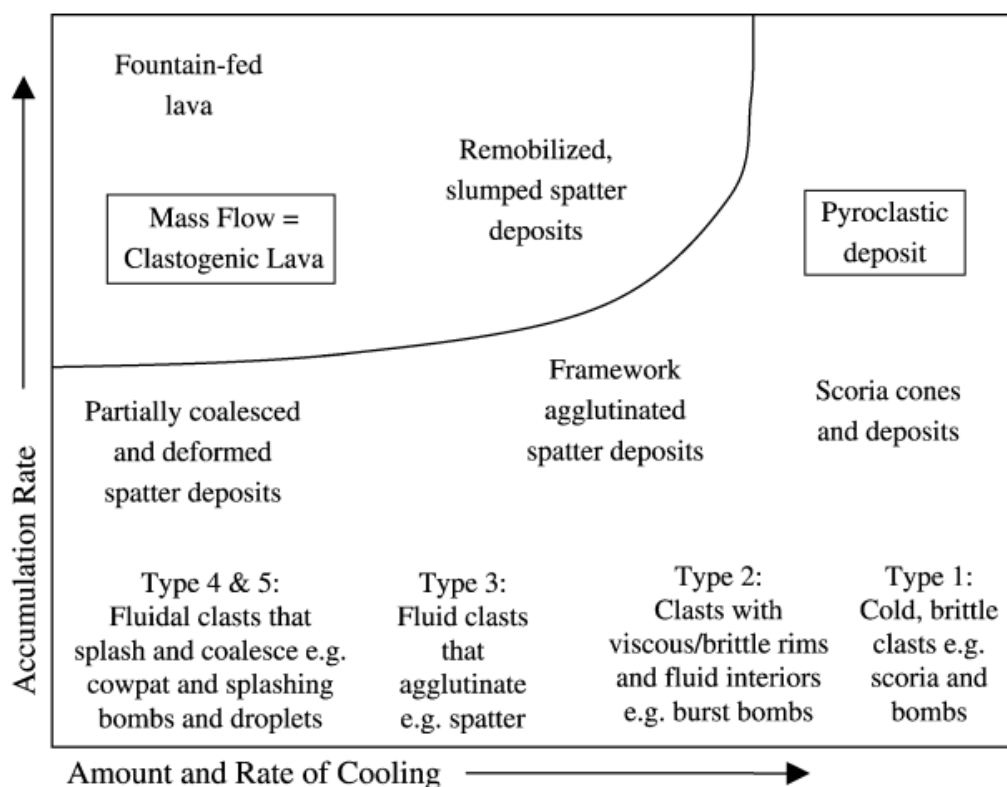 Fountain-fed
lava
Remobilized,
slumped spatter
deposits
Mass Flow =
Clastogenic Lava
Pyroclastic
deposit
Framework
agglutinated
spatter deposits
Scoria cones
and deposits
Partially coalesced
and deformed
spatter deposits
Type 4 & 5:
Fluidal clasts that
splash and coalesce e.g.
cowpat and splashing
bombs and droplets
Type 3:
Fluid clasts
that
agglutinate
e.g. spatter
Type 2:
Clasts with
viscous/brittle rims
and fluid interiors
e.g. burst bombs
Type 1:
Cold, brittle
clasts e.g.
scoria and
bombs
Accumulation Rate
Amount and Rate of Cooling